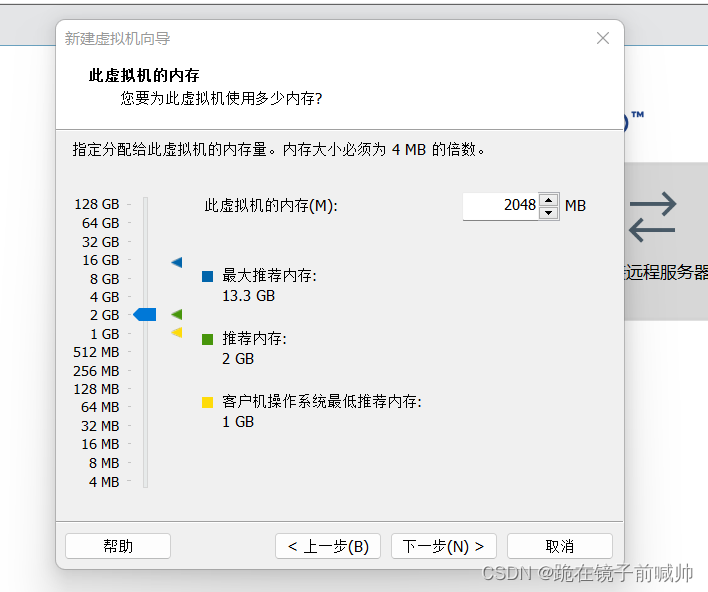 新建虚拟机向导
此虚拟机的内存
您要为此虚拟机使用多少内存?
™
指定分配给此虚拟机的内存量。内存大小必须为 4 MB 的倍数。
128 GB
64 GB
32 GB
16 GB
8 GB
4 GB
2 GB
1 GB
512 MB
256 MB
128 MB
64 MB
32 MB
16 MB
8 MB
4 MB
此虚拟机的内存(M):
2048 MB
最大推荐内存:
13.3 GB
推荐内存:
2 GB
客户机操作系统最低推荐内存:
1 GB
远程服务器
帮助
< 上一步(B)
下一步(N) >
取消
CSDN @跪在镜子前喊帅